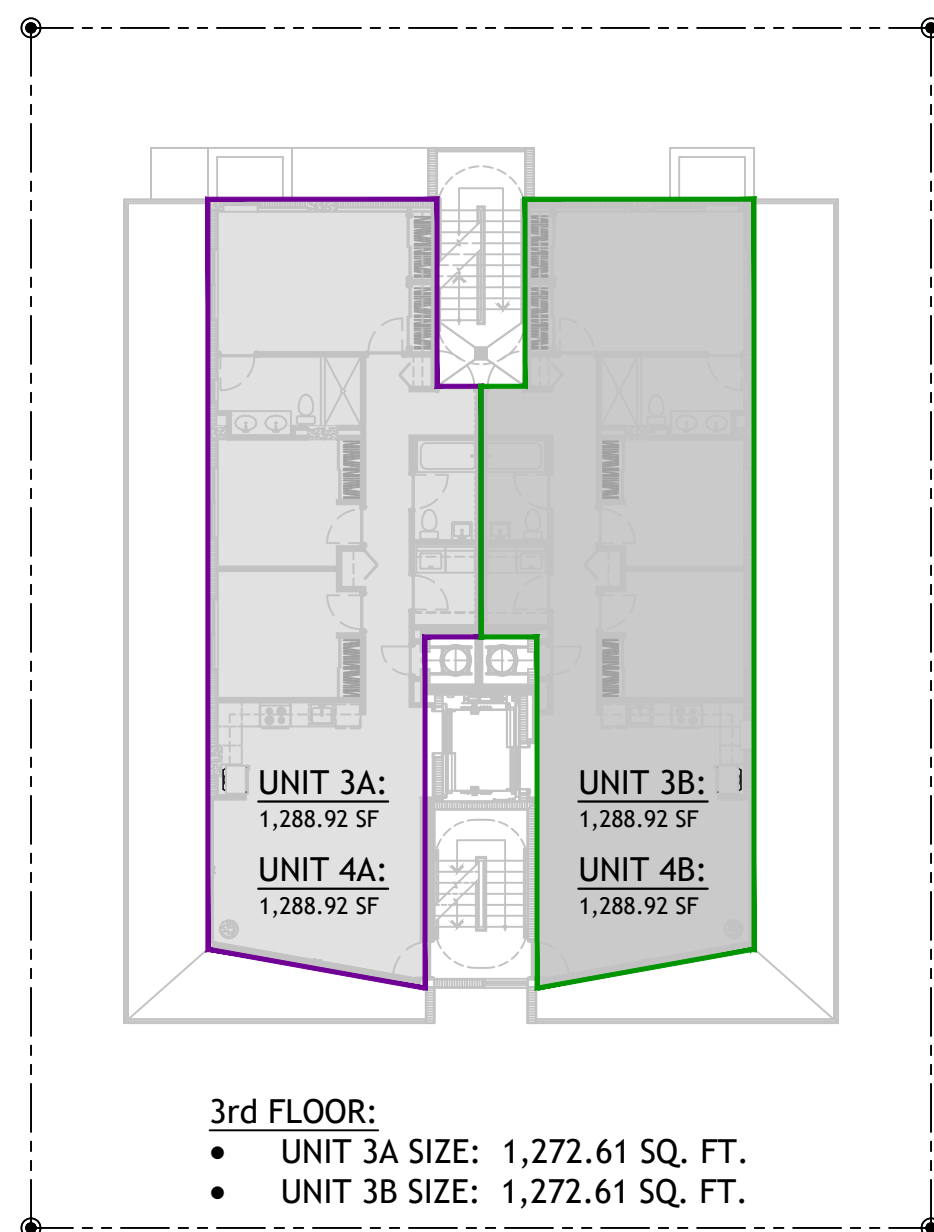 UNIT 3A:
1,288.92 SF
UNIT 4A:
1,288.92 SF
UNIT 3B:
1,288.92 SF
UNIT 4B:
1,288.92 SF
3rd FLOOR:
• UNIT 3A SIZE: 1,272.61 SQ. FT.
• UNIT 3B SIZE: 1,272.61 SQ. FT.